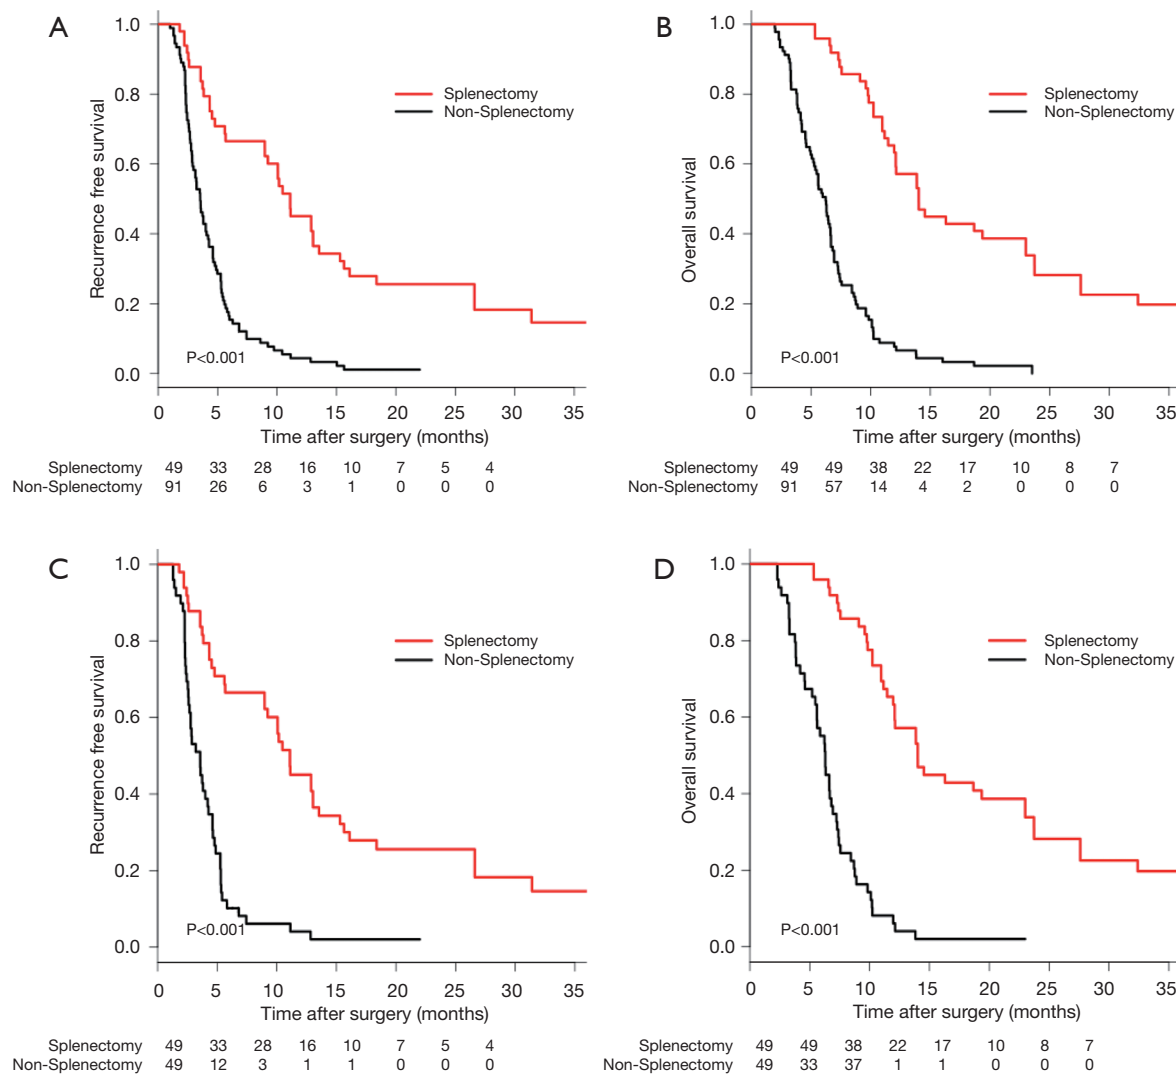 A
1.0
0.8
0.6
0.4
0.2
0.0
Recurrence free survival
Splenectomy
Non-Splenectomy
P<0.001
0 5 10 15 20 25 30 35
Time after surgery (months)
Splenectomy 49 33 28 16 10 7 5 4
Non-Splenectomy 91 26 6 3 1 0 0 0
B
1.0
0.8
0.6
0.4
0.2
0.0
Overall survival
Splenectomy
Non-Splenectomy
P<0.001
0 5 10 15 20 25 30 35
Time after surgery (months)
Splenectomy 49 49 38 22 17 10 8 7
Non-Splenectomy 91 57 14 4 2 0 0 0
C
1.0
0.8
0.6
0.4
0.2
0.0
Recurrence free survival
Splenectomy
Non-Splenectomy
P<0.001
0 5 10 15 20 25 30 35
Time after surgery (months)
Splenectomy 49 33 28 16 10 7 5 4
Non-Splenectomy 49 12 3 1 1 0 0 0
D
1.0
0.8
0.6
0.4
0.2
0.0
Overall survival
Splenectomy
Non-Splenectomy
P<0.001
0 5 10 15 20 25 30 35
Time after surgery (months)
Splenectomy 49 49 38 22 17 10 8 7
Non-Splenectomy 49 33 37 1 1 0 0 0